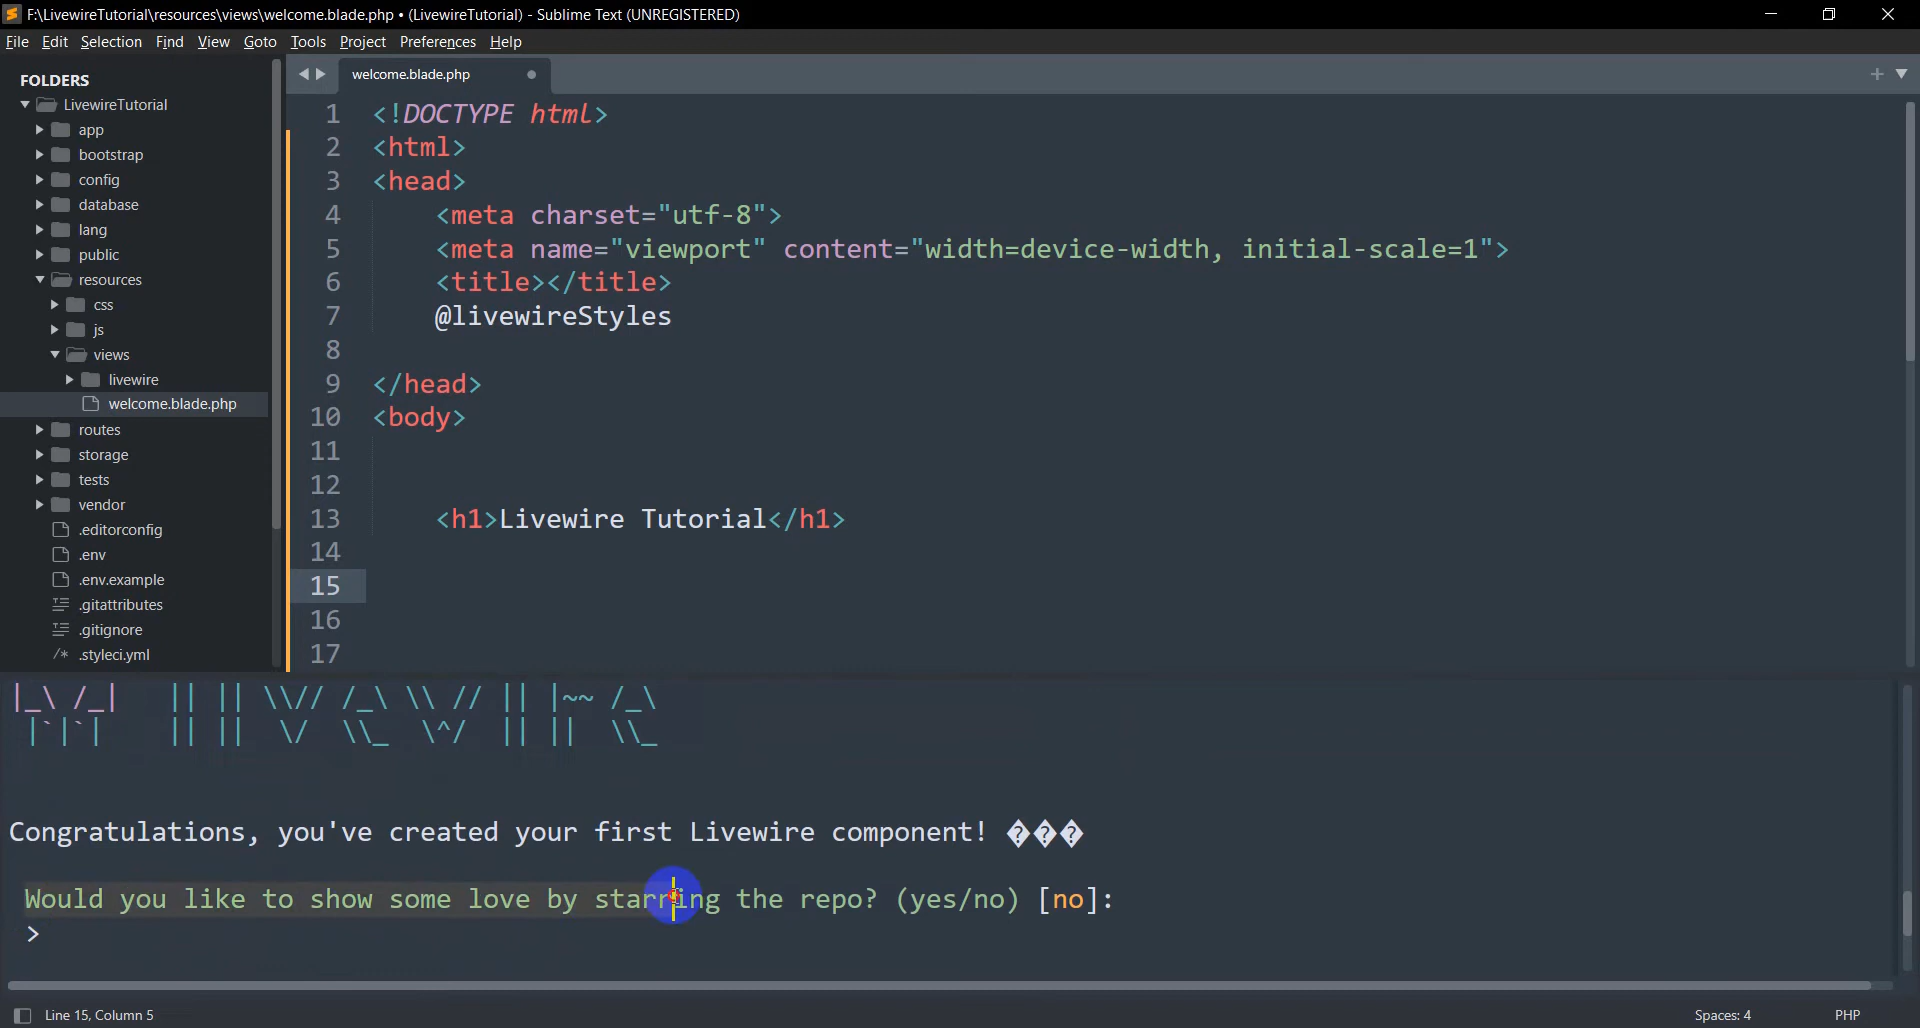 F:\LivewireTutorial\resources\views\welcome.blade.php • (LivewireTutorial) - Sublime Text (UNREGISTERED)
File Edit Selection Find View Goto Tools Project Preferences Help
FOLDERS
LivewireTutorial
app
bootstrap
config
database
lang
public
resources
css
js
views
livewire
welcome.blade.php
routes
storage
tests
vendor
.editorconfig
.env
.env.example
.gitattributes
.gitignore
/* .styleci.yml
welcome.blade.php
1 <!DOCTYPE html>
2 <html>
3 <head>
4 <meta charset="utf-8">
5 <meta name="viewport" content="width=device-width, initial-scale=1">
6 <title></title>
7 @livewireStyles
8
9 </head>
10 <body>
11
12
13 <h1>Livewire Tutorial</h1>
14
15
16
17
|_\ /_|   || || \\// /_\ \\ // || |~~ /_\
|`|`|    || ||  \/  \\_  \^/  || ||  \\_
Congratulations, you've created your first Livewire component! ���
Would you like to show some love by starring the repo? (yes/no) [no]:
>
Line 15, Column 5
Spaces: 4
PHP